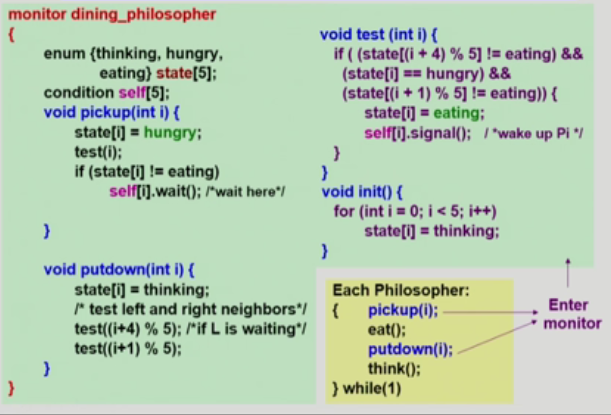 monitor dining_philosopher
{
enum {thinking, hungry,
eating} state[5];
condition self[5];
void pickup(int i) {
state[i] = hungry;
test(i);
if (state[i] != eating)
self[i].wait(); /*wait here*/
}
void putdown(int i) {
state[i] = thinking;
/* test left and right neighbors*/
test((i+4) % 5); /*if L is waiting*/
test((i+1) % 5);
}
}
void test (int i) {
if ( (state[(i + 4) % 5] != eating) &&
(state[i] == hungry) &&
(state[(i + 1) % 5] != eating)) {
state[i] = eating;
self[i].signal(); / *wake up Pi */
}
}
void init() {
for (int i = 0; i < 5; i++)
state[i] = thinking;
}
Each Philosopher:
{ pickup(i);
eat();
putdown(i);
think();
} while(1)
Enter
monitor